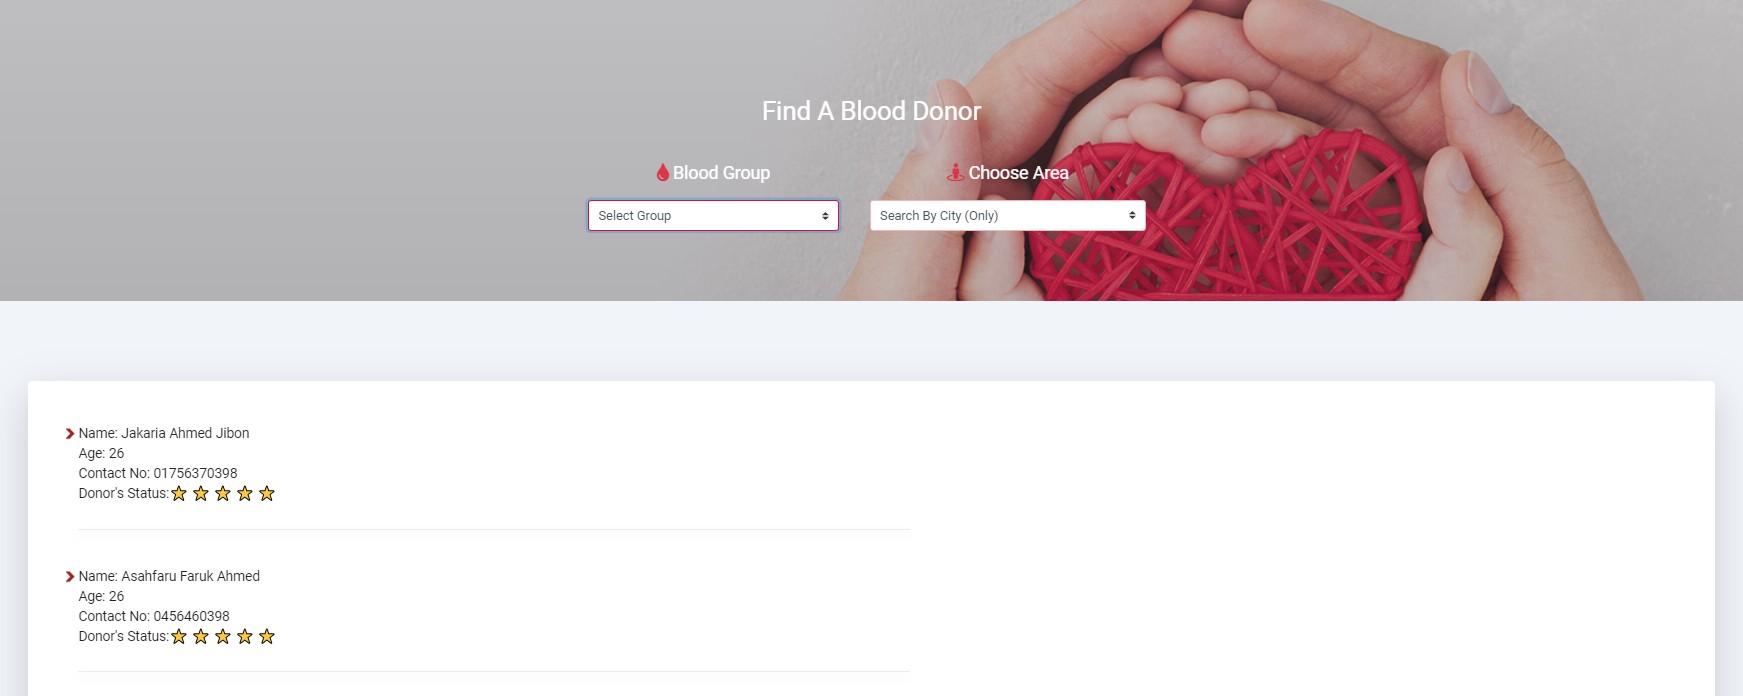 Find A Blood Donor
Blood Group Choose Area
Select Group Search By City (Only)
Name: Jakaria Ahmed Jibon
Age: 26
Contact No: 01756370398
Donor's Status:
Name: Asahfaru Faruk Ahmed
Age: 26
Contact No: 0456460398
Donor's Status: